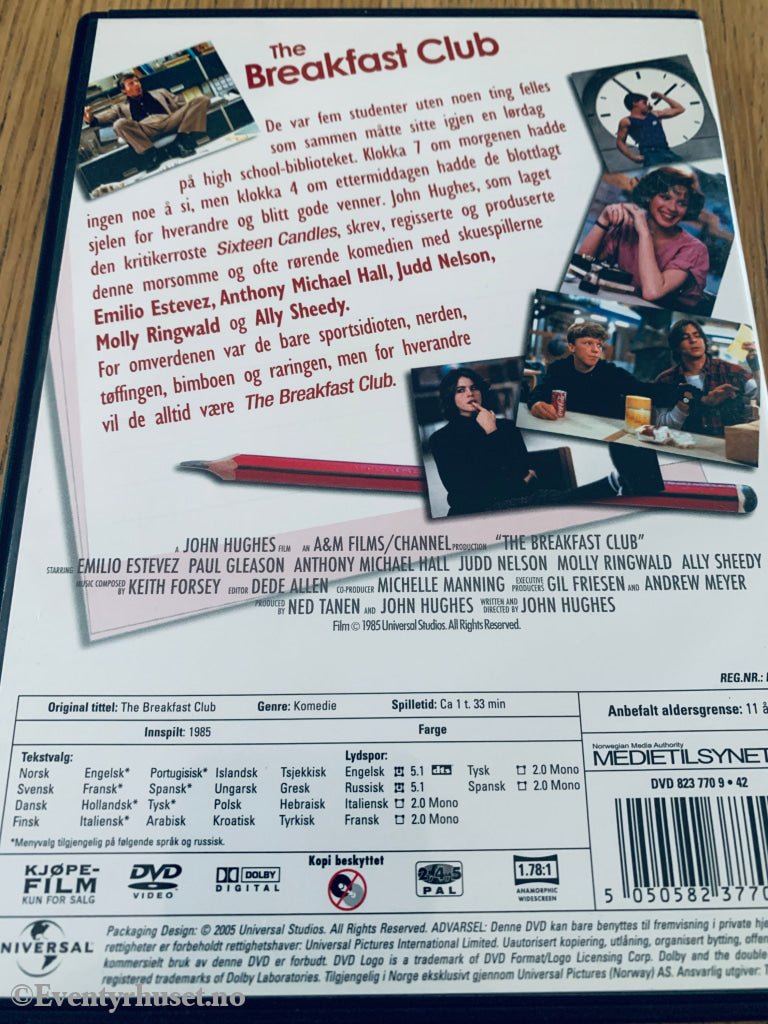 The
Breakfast Club
De var fem studenter uten noen ting felles
som sammen måtte sitte igjen en lørdag
på high school-biblioteket. Klokka 7 om morgenen hadde
ingen noe å si, men klokka 4 om ettermiddagen hadde de blottlagt
sjelen for hverandre og blitt gode venner. John Hughes, som laget
den kritikerroste Sixteen Candles, skrev, regisserte og produserte
denne morsomme og ofte rørende komedien med skuespillerne
Emilio Estevez, Anthony Michael Hall, Judd Nelson,
Molly Ringwald og Ally Sheedy.
For omverdenen var de bare sportsidioten, nerden,
tøffingen, bimboen og raringen, men for hverandre
vil de alltid være The Breakfast Club.
A JOHN HUGHES FILM AN A&M FILMS/CHANNEL PRODUCTION "THE BREAKFAST CLUB"
STARRING EMILIO ESTEVEZ PAUL GLEASON ANTHONY MICHAEL HALL JUDD NELSON MOLLY RINGWALD ALLY SHEEDY
MUSIC COMPOSED BY KEITH FORSEY EDITOR DEDE ALLEN CO-PRODUCER MICHELLE MANNING EXECUTIVE PRODUCERS GIL FRIESEN AND ANDREW MEYER
PRODUCED BY NED TANEN AND JOHN HUGHES WRITTEN AND DIRECTED BY JOHN HUGHES
Film © 1985 Universal Studios. All Rights Reserved.
REG.NR.:
Original tittel: The Breakfast Club Genre: Komedie Spilletid: Ca 1 t. 33 min
Innspilt: 1985 Farge
Anbefalt aldersgrense: 11 å
Tekstvalg: Lydspor:
Norsk Engelsk* Portugisisk* Islandsk Tsjekkisk Engelsk 5.1 dts Tysk 2.0 Mono
Svensk Fransk* Spansk* Ungarsk Gresk Russisk 5.1 Spansk 2.0 Mono
Dansk Hollandsk* Tysk* Polsk Hebraisk Italiensk 2.0 Mono
Finsk Italiensk* Arabisk Kroatisk Tyrkisk Fransk 2.0 Mono
*Menyvalg tilgjengelig på følgende språk og russisk.
Norwegian Media Authority
MEDIETILSYNET
DVD 823 770 9 • 42
5 050582 3770
KJØPE-
FILM
KUN FOR SALG
DVD
VIDEO
DOLBY
DIGITAL
Kopi beskyttet
2.4.5
PAL
1.78:1
ANAMORPHIC
WIDESCREEN
NIVERSAL
Packaging Design: © 2005 Universal Studios. All Rights Reserved. ADVARSEL: Denne DVD kan bare benyttes til fremvisning i private hje
rettigheter er forbeholdt rettighetshaver: Universal Pictures International Limited. Uautorisert kopiering, utlåning, organisert bytting, offen
kommersielt bruk av denne DVD er forbudt. DVD Logo is a trademark of DVD Format/Logo Licensing Corp. Dolby and the double
registered trademarks of Dolby Laboratories. Tilgjengelig i Norge eksklusivt gjennom Universal Pictures (Norway) AS. Ansvarlig utgiver: T
©Eventyrhuset.no